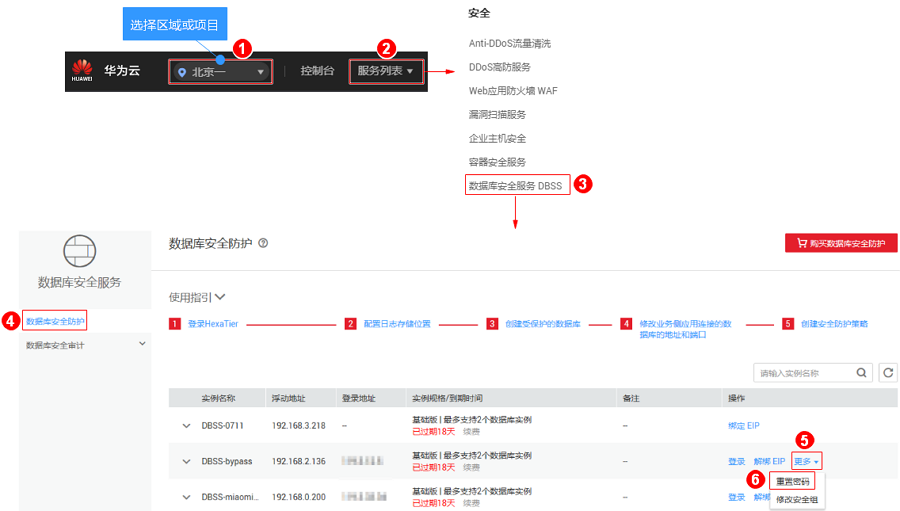 选择区域或项目
1
2
HUAWEI
华为云
北京一
控制台
服务列表
安全
Anti-DDoS流量清洗
DDoS高防服务
Web应用防火墙 WAF
漏洞扫描服务
企业主机安全
容器安全服务
数据库安全服务 DBSS
3
数据库安全服务
4
数据库安全防护
数据库安全审计
数据库安全防护 ?
购买数据库安全防护
使用指引
1 登录HexaTier
2 配置日志存储位置
3 创建受保护的数据库
4 修改业务侧应用连接的数
据库的地址和端口
5 创建安全防护策略
请输入实例名称
实例名称 浮动地址 登录地址 实例规格/到期时间 备注 操作
DBSS-0711 192.168.3.218 – 基础版 | 最多支持2个数据库实例 – 绑定 EIP
已过期18天 续费
5
DBSS-bypass 192.168.2.136 基础版 | 最多支持2个数据库实例 – 登录 解绑 EIP 更多
已过期18天 续费
6
重置密码
DBSS-miaomi... 192.168.0.200 基础版 | 最多支持2个数据库实例 – 登录 解绑
已过期18天 续费
修改安全组